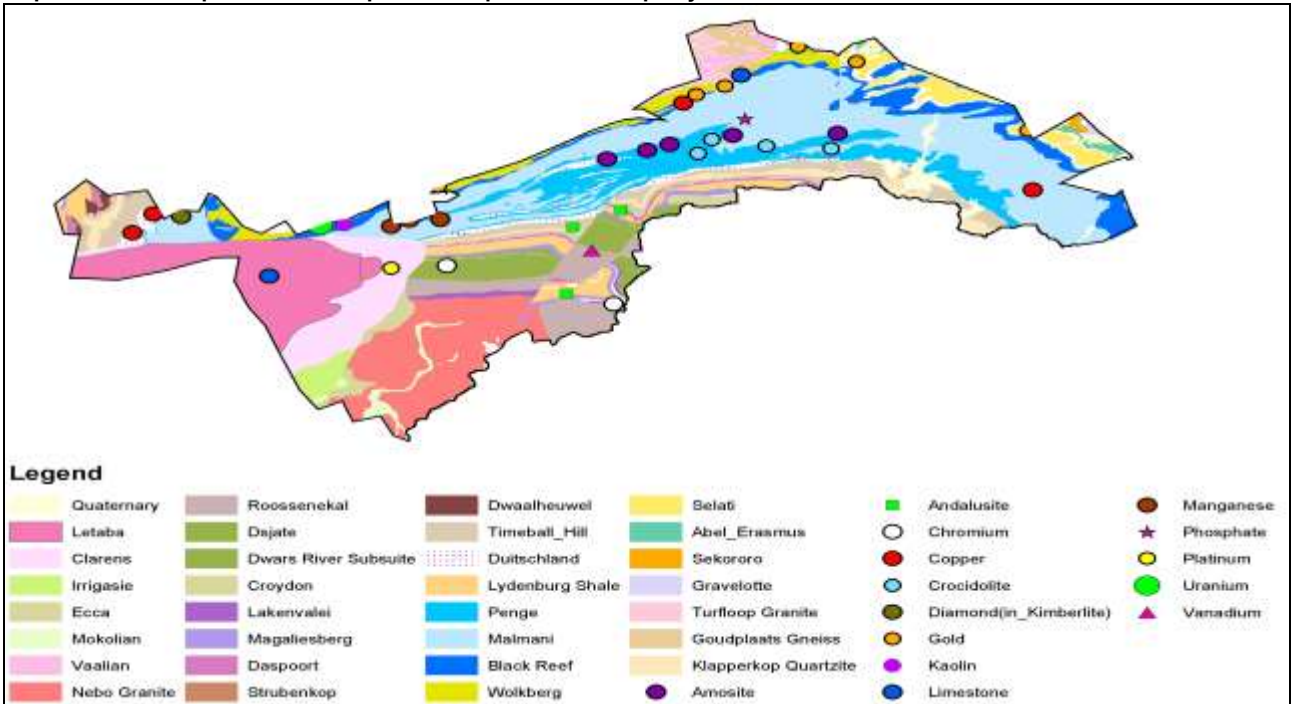 Legend
Quaternary
Letaba
Clarens
Irrigasie
Ecca
Mokolian
Vaalian
Nebo Granite
Roossenekal
Dsjate
Dwars River Subsuite
Croydon
Lakenvalei
Magaliesberg
Daspoort
Strubenkop
Dwaalheuwel
Timeball_Hill
Duitschland
Lydenburg Shale
Penge
Malmani
Black Reef
Wolkberg
Selati
Abel_Erasmus
Sekororo
Gravelotte
Turfloop Granite
Goudplaats Gneiss
Klapperkop Quartzite
Amosite
Andalusite
Chromium
Copper
Crocidolite
Diamond(in_Kimberlite)
Gold
Kaolin
Limestone
Manganese
Phosphate
Platinum
Uranium
Vanadium